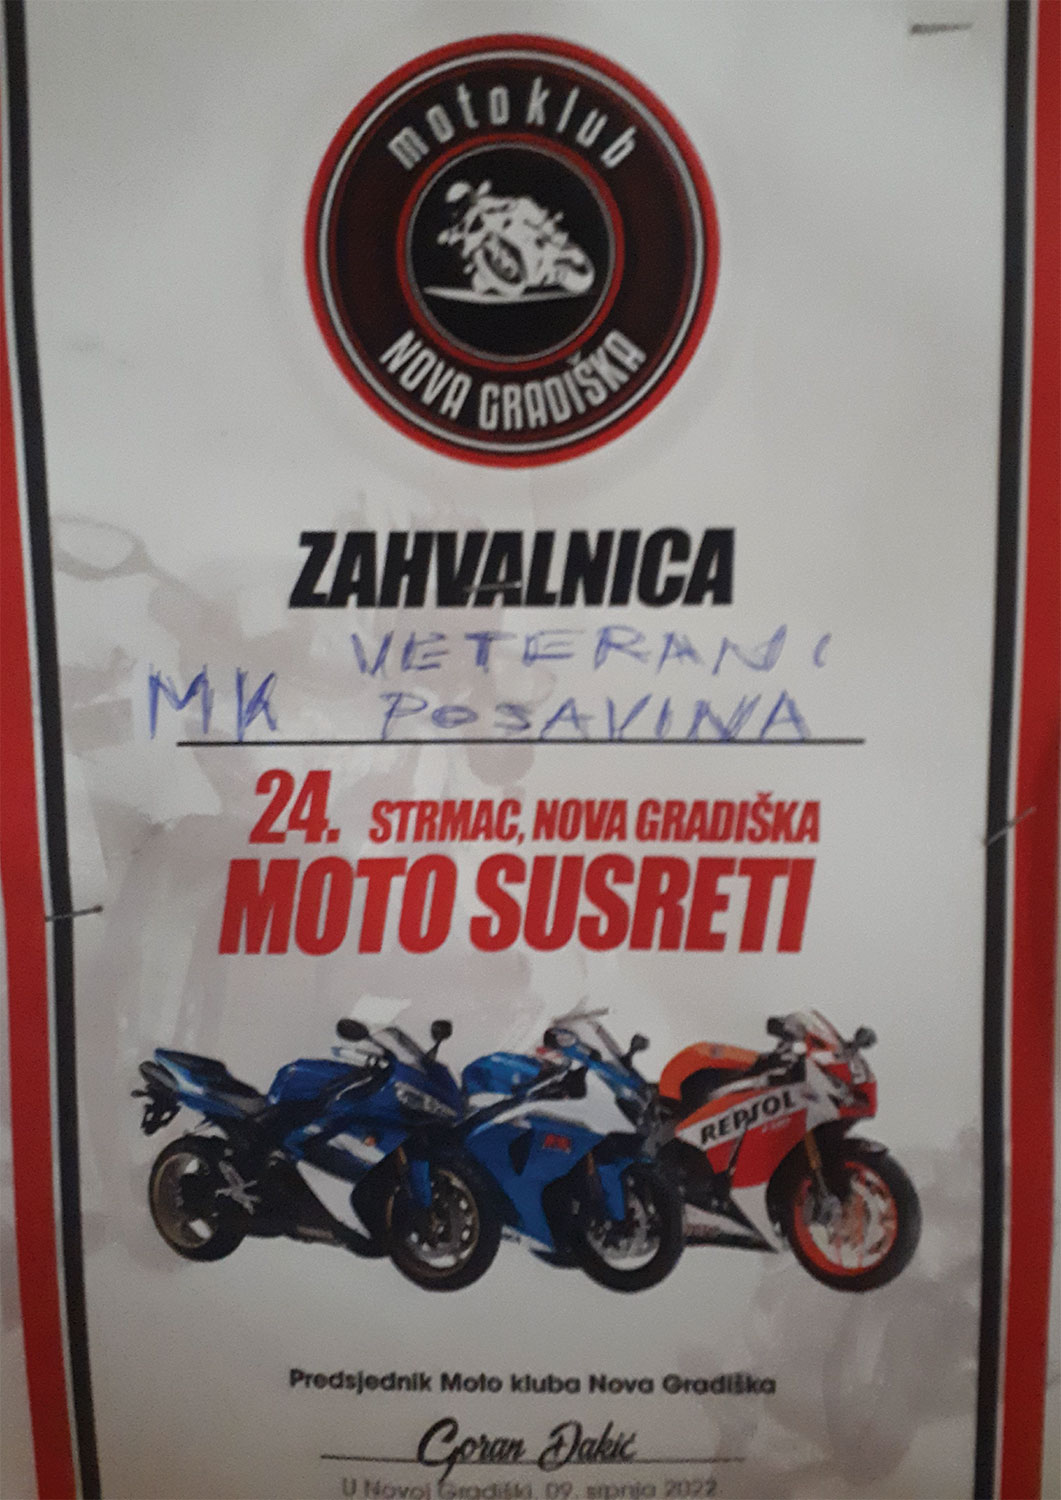 motoklub
NOVA GRADIŠKA
ZAHVALNICA
VETERANI
MK POSAVINA
24. STRMAC, NOVA GRADIŠKA
MOTO SUSRETI
REPSOL
Predsjednik Moto kluba Nova Gradiška
Goran Đakić
U Novoj Gradiški, 09. srpnja 2022.